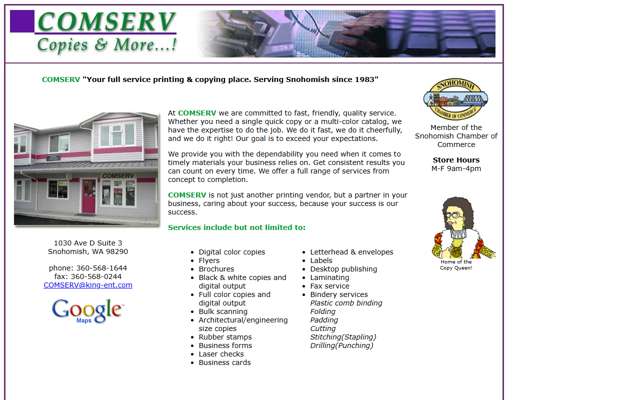 COMSERV
Copies & More...!
COMSERV "Your full service printing & copying place. Serving Snohomish since 1983"
At COMSERV we are committed to fast, friendly, quality service.
Whether you need a single quick copy or a multi-color catalog, we
have the expertise to do the job. We do it fast, we do it cheerfully,
and we do it right! Our goal is to exceed your expectations.
We provide you with the dependability you need when it comes to
timely materials your business relies on. Get consistent results you
can count on every time. We offer a full range of services from
concept to completion.
COMSERV is not just another printing vendor, but a partner in your
business, caring about your success, because your success is our
success.
Services include but not limited to:
Digital color copies
Flyers
Brochures
Black & white copies and
digital output
Full color copies and
digital output
Bulk scanning
Architectural/engineering
size copies
Rubber stamps
Business forms
Laser checks
Business cards
Letterhead & envelopes
Labels
Desktop publishing
Laminating
Fax service
Bindery services
Plastic comb binding
Folding
Padding
Cutting
Stitching(Stapling)
Drilling(Punching)
COMSERV
1030 Ave D Suite 3
Snohomish, WA 98290
phone: 360-568-1644
fax: 360-568-0244
COMSERV@king-ent.com
Google
Maps
SNOHOMISH
CHAMBER OF COMMERCE
Member of the
Snohomish Chamber of
Commerce
Store Hours
M-F 9am-4pm
Home of the
Copy Queen!